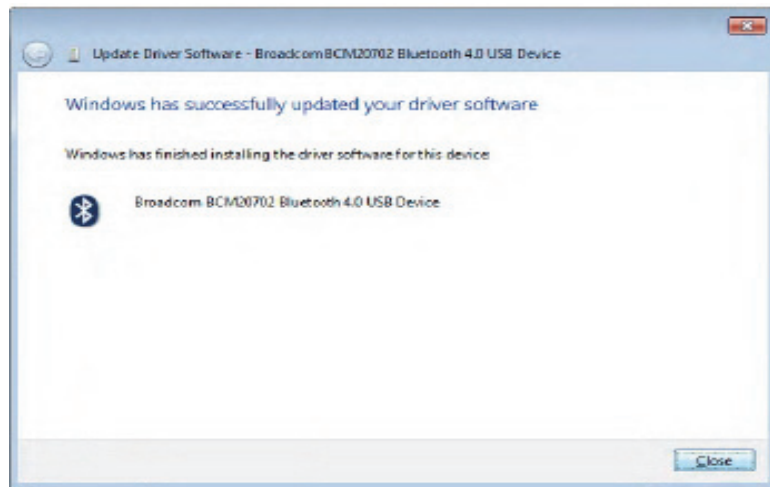 Update Driver Software - Broadcom BCM20702 Bluetooth 4.0 USB Device
Windows has successfully updated your driver software
Windows has finished installing the driver software for this device:
Broadcom BCM20702 Bluetooth 4.0 USB Device
Close